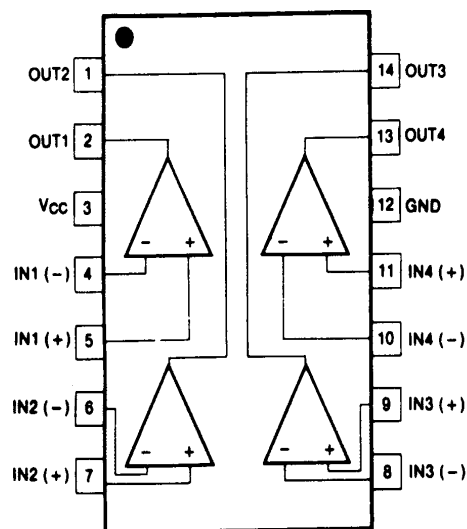 OUT2 1 14 OUT3
OUT1 2 13 OUT4
Vcc 3 12 GND
- + - +
IN1 (-) 4 11 IN4 (+)
IN1 (+) 5 10 IN4 (-)
IN2 (-) 6 9 IN3 (+)
- + - +
IN2 (+) 7 8 IN3 (-)